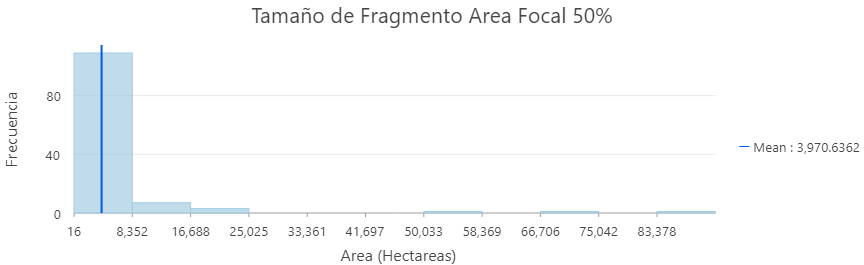 Tamaño de Fragmento Area Focal 50%
Frecuencia
80
40
0
16 8,352 16,688 25,025 33,361 41,697 50,033 58,369 66,706 75,042 83,378
Area (Hectareas)
Mean : 3,970.6362